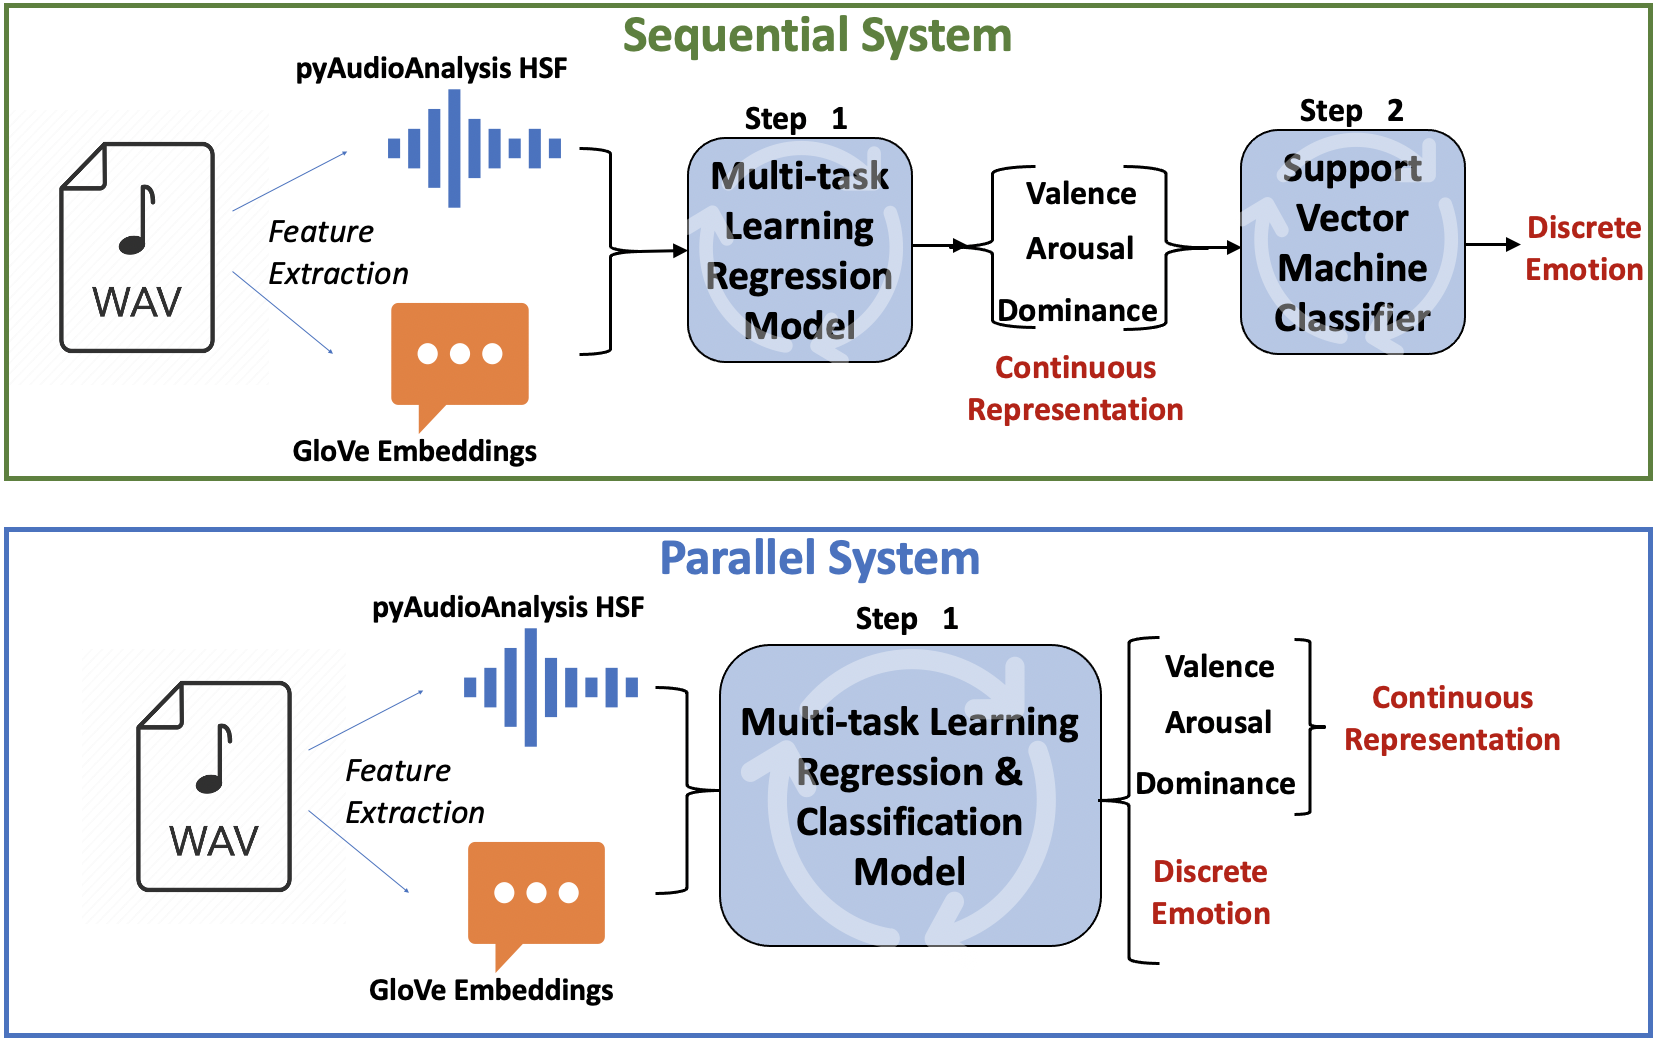 Sequential System
pyAudioAnalysis HSF
WAV
Feature
Extraction
GloVe Embeddings
Step 1
Multi-task
Learning
Regression
Model
Valence
Arousal
Dominance
Continuous
Representation
Step 2
Support
Vector
Machine
Classifier
Discrete
Emotion
Parallel System
pyAudioAnalysis HSF
WAV
Feature
Extraction
GloVe Embeddings
Step 1
Multi-task Learning
Regression &
Classification
Model
Valence
Arousal
Dominance
Continuous
Representation
Discrete
Emotion